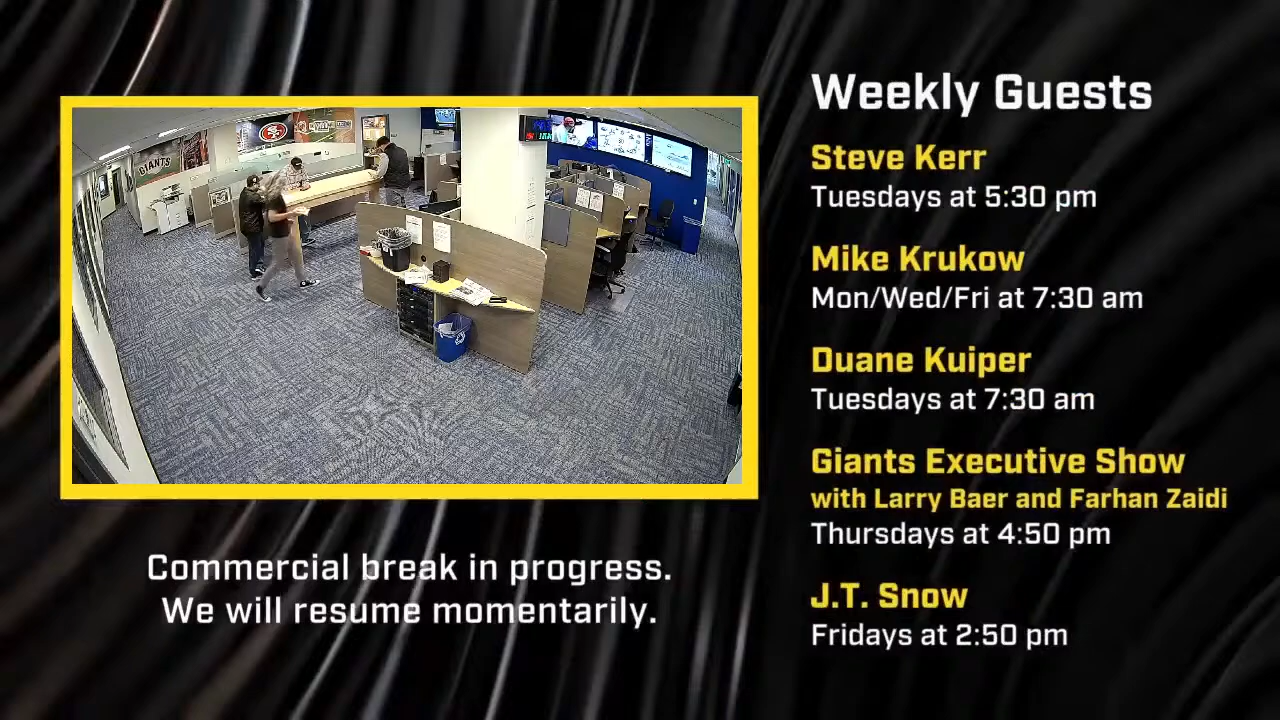 GIANTS
Commercial break in progress.
We will resume momentarily.
Weekly Guests
Steve Kerr
Tuesdays at 5:30 pm
Mike Krukow
Mon/Wed/Fri at 7:30 am
Duane Kuiper
Tuesdays at 7:30 am
Giants Executive Show
with Larry Baer and Farhan Zaidi
Thursdays at 4:50 pm
J.T. Snow
Fridays at 2:50 pm